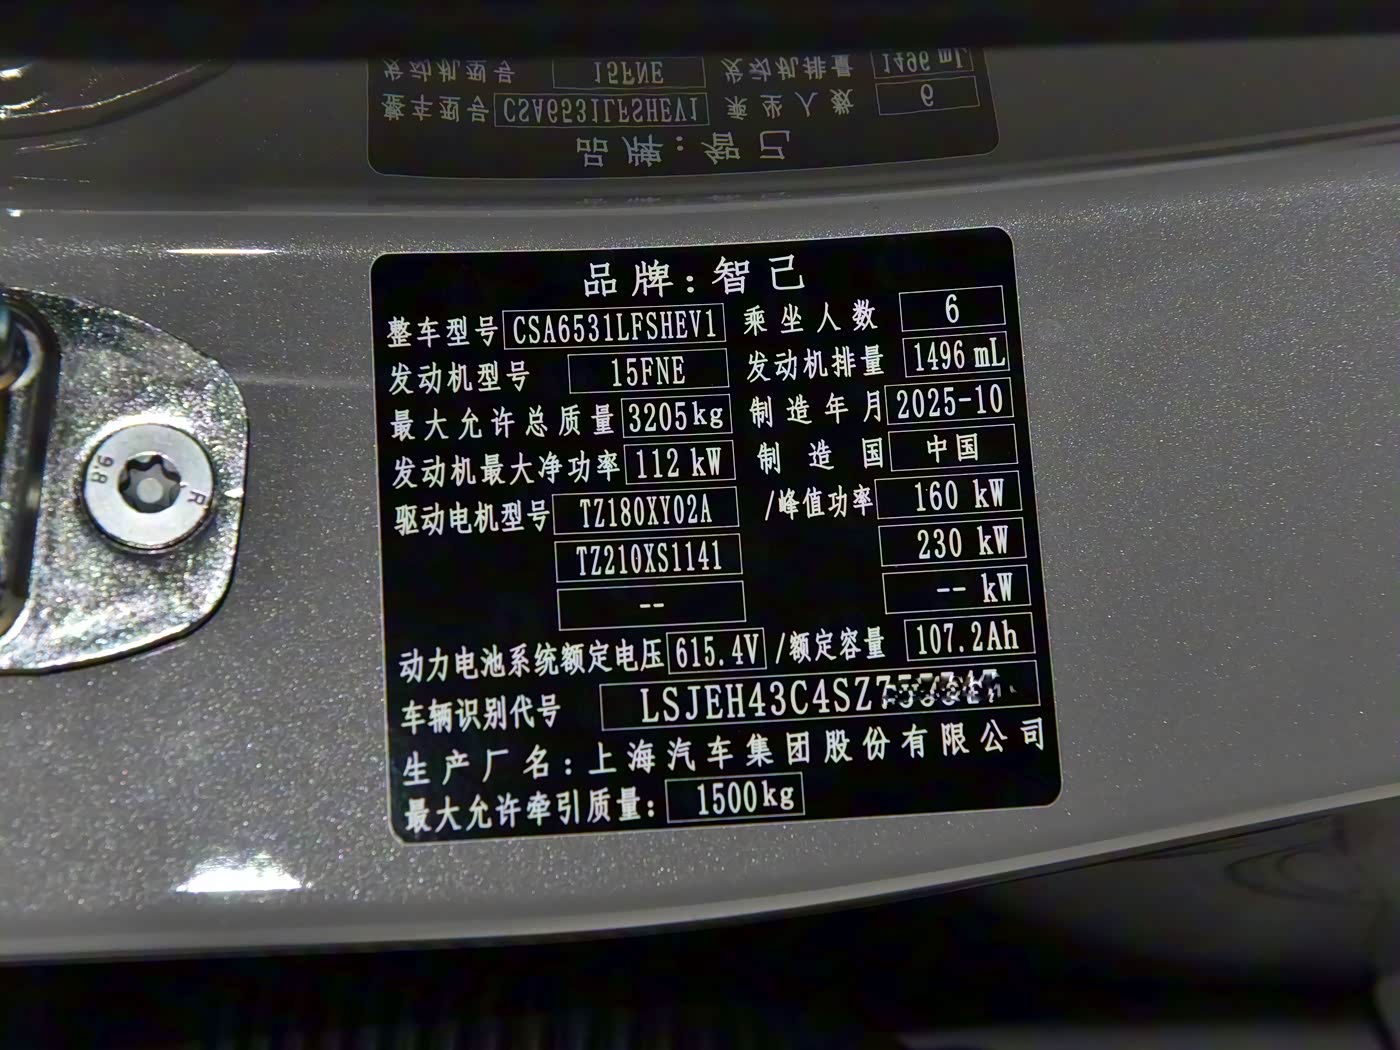 品牌：智己
整车型号 CSA6531LFSHEV1 乘坐人数 6
发动机型号 15FNE 发动机排量 1496 mL
最大允许总质量 3205kg 制造年月 2025-10
发动机最大净功率 112 kW 制造国 中国
驱动电机型号 TZ180XY02A /峰值功率 160 kW
TZ210XS1141 230 kW
-- -- kW
动力电池系统额定电压 615.4V /额定容量 107.2Ah
车辆识别代号 LSJEH43C4SZ
生产厂名：上海汽车集团股份有限公司
最大允许牵引质量： 1500kg
8.6 R